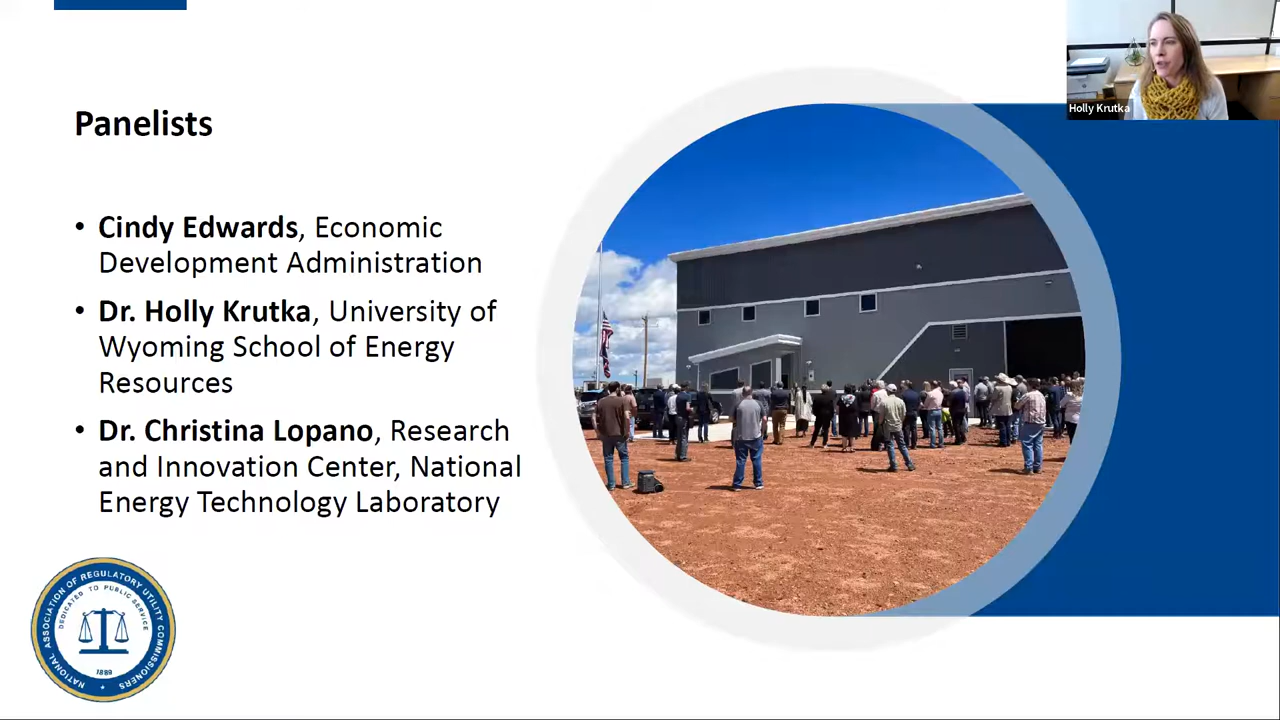 Holly Krutka
Panelists
• Cindy Edwards, Economic
Development Administration
• Dr. Holly Krutka, University of
Wyoming School of Energy
Resources
• Dr. Christina Lopano, Research
and Innovation Center, National
Energy Technology Laboratory
NATIONAL ASSOCIATION OF REGULATORY UTILITY COMMISSIONERS
DEDICATED TO PUBLIC SERVICE
1889